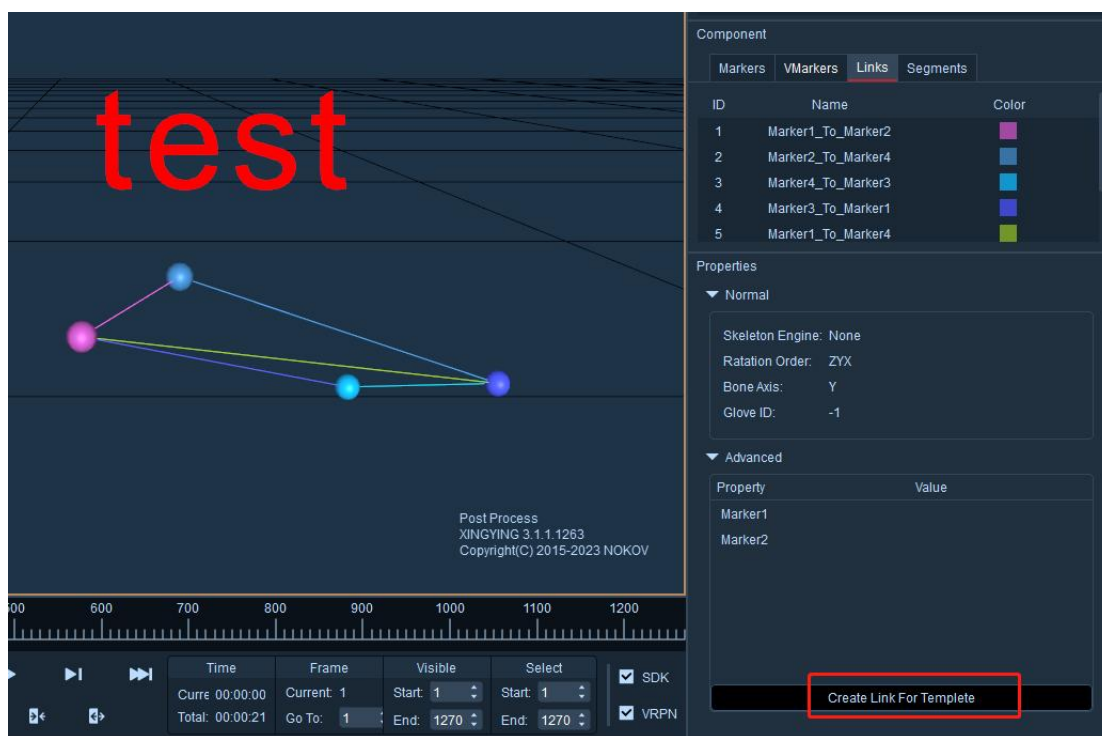 test
Post Process
XINGYING 3.1.1.1263
Copyright(C) 2015-2023 NOKOV
600 700 800 900 1000 1100 1200
Time Frame Visible Select
Curre 00:00:00 Current: 1 Start: 1 Start: 1 SDK
Total: 00:00:21 Go To: 1 End: 1270 End: 1270 VRPN
Component
Markers VMarkers Links Segments
ID Name Color
1 Marker1_To_Marker2
2 Marker2_To_Marker4
3 Marker4_To_Marker3
4 Marker3_To_Marker1
5 Marker1_To_Marker4
Properties
Normal
Skeleton Engine: None
Ratation Order: ZYX
Bone Axis: Y
Glove ID: -1
Advanced
Property Value
Marker1
Marker2
Create Link For Templete